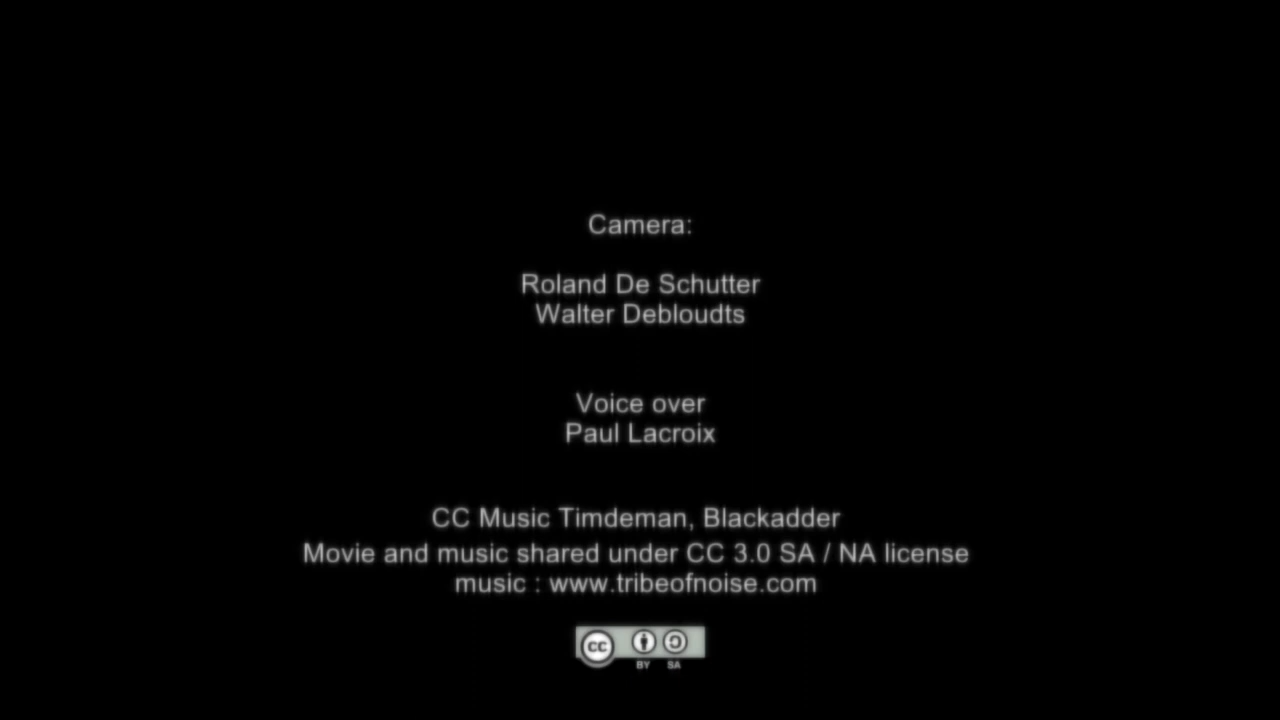 Camera:
Roland De Schutter
Walter Debloudts
Voice over
Paul Lacroix
CC Music Timdeman, Blackadder
Movie and music shared under CC 3.0 SA / NA license
music : www.tribeofnoise.com
cc
BY SA